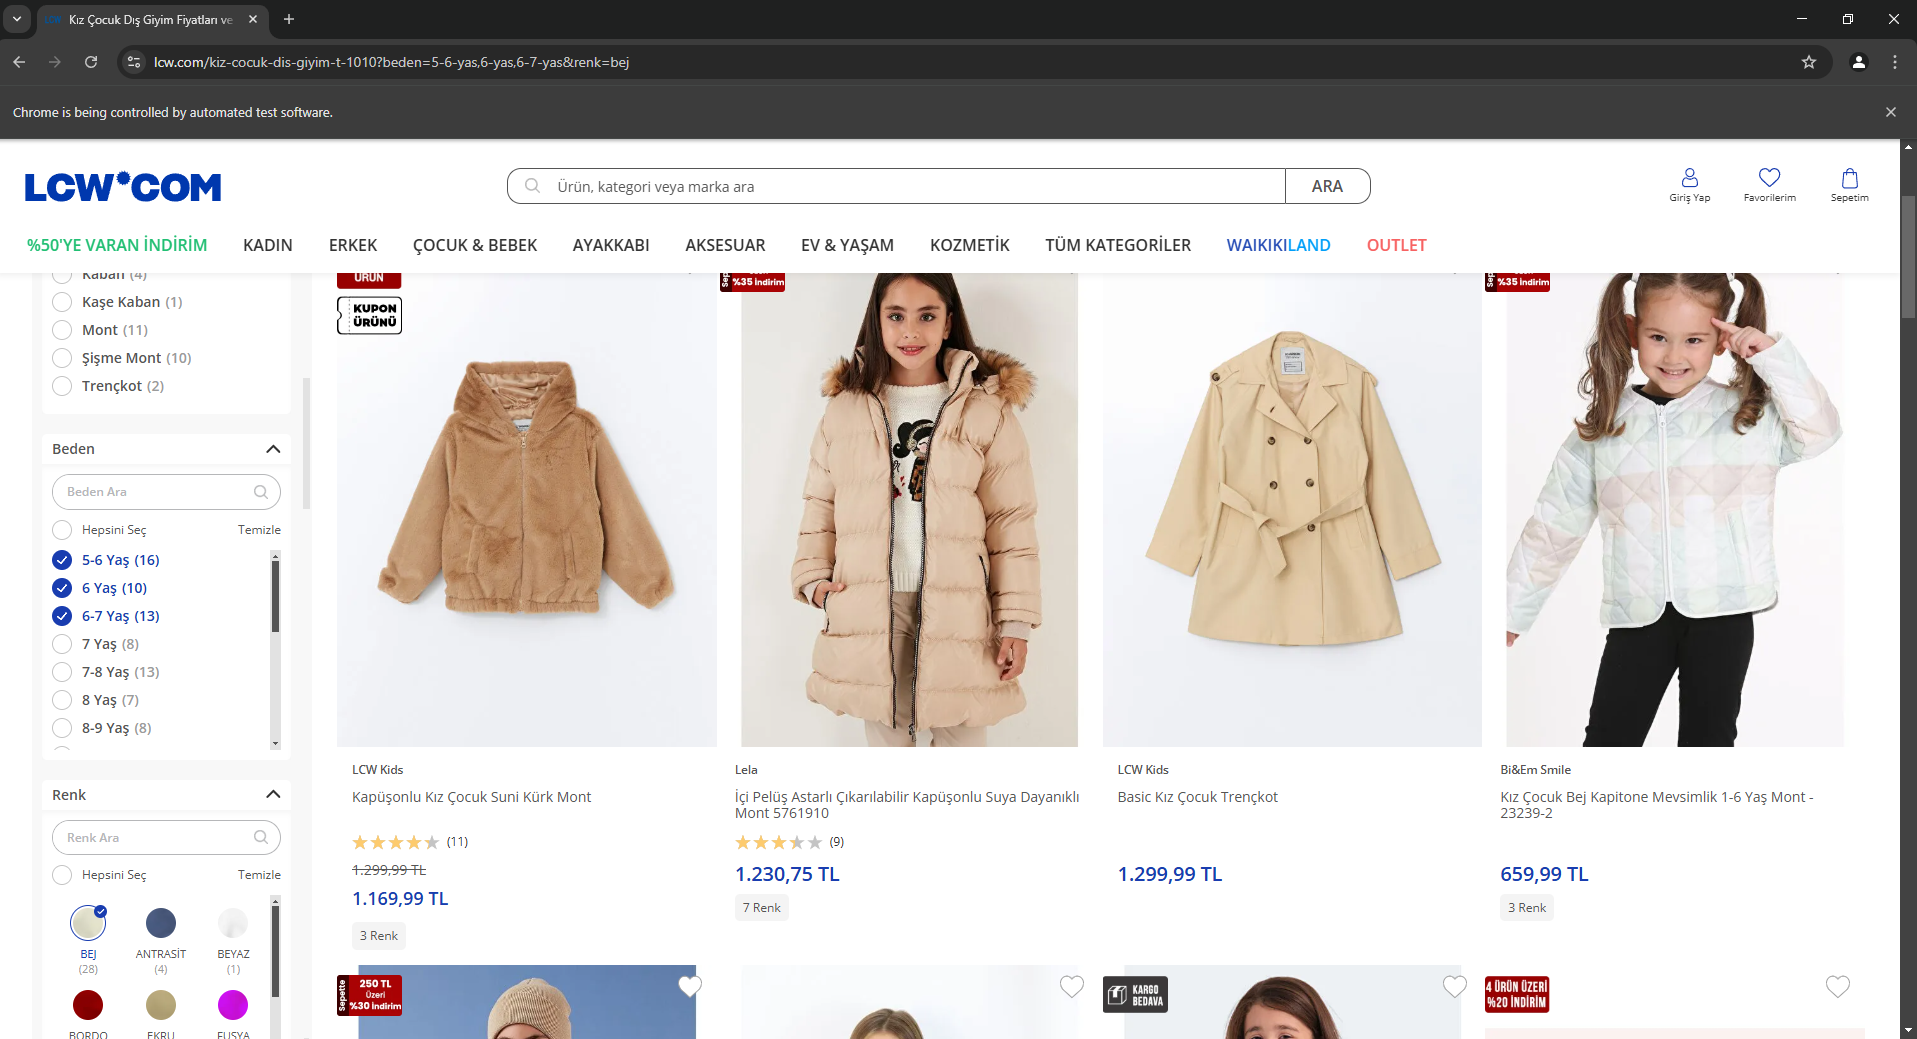 Kız Çocuk Dış Giyim Fiyatları ve
lcw.com/kiz-cocuk-dis-giyim-t-1010?beden=5-6-yas,6-yas,6-7-yas&renk=bej
Chrome is being controlled by automated test software.
LCW COM
Ürün, kategori veya marka ara
ARA
Giriş Yap
Favorilerim
Sepetim
%50'YE VARAN İNDİRİM
KADIN
ERKEK
ÇOCUK & BEBEK
AYAKKABI
AKSESUAR
EV & YAŞAM
KOZMETİK
TÜM KATEGORİLER
WAIKIKILAND
OUTLET
Kaban (4)
Kaşe Kaban (1)
Mont (11)
Şişme Mont (10)
Trençkot (2)
Beden
Beden Ara
Hepsini Seç
Temizle
5-6 Yaş (16)
6 Yaş (10)
6-7 Yaş (13)
7 Yaş (8)
7-8 Yaş (13)
8 Yaş (7)
8-9 Yaş (8)
Renk
Renk Ara
Hepsini Seç
Temizle
BEJ
(28)
ANTRASİT
(4)
BEYAZ
(1)
BORDO
EKRU
FUŞYA
ÜRÜN
KUPON
ÜRÜNÜ
LCW Kids
Kapüşonlu Kız Çocuk Suni Kürk Mont
(11)
1.299,99 TL
1.169,99 TL
3 Renk
%35 İndirim
Lela
İçi Pelüş Astarlı Çıkarılabilir Kapüşonlu Suya Dayanıklı
Mont 5761910
(9)
1.230,75 TL
7 Renk
LCW Kids
Basic Kız Çocuk Trençkot
1.299,99 TL
%35 İndirim
Bi&Em Smile
Kız Çocuk Bej Kapitone Mevsimlik 1-6 Yaş Mont -
23239-2
659,99 TL
3 Renk
Sepette
250 TL
Üzeri
%30 İndirim
KARGO
BEDAVA
4 ÜRÜN ÜZERİ
%20 İNDİRİM